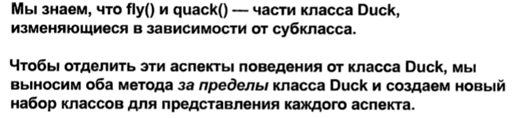 Мы знаем, что fly() и quack() — части класса Duck,
изменяющиеся в зависимости от субкласса.
Чтобы отделить эти аспекты поведения от класса Duck, мы
выносим оба метода за пределы класса Duck и создаем новый
набор классов для представления каждого аспекта.